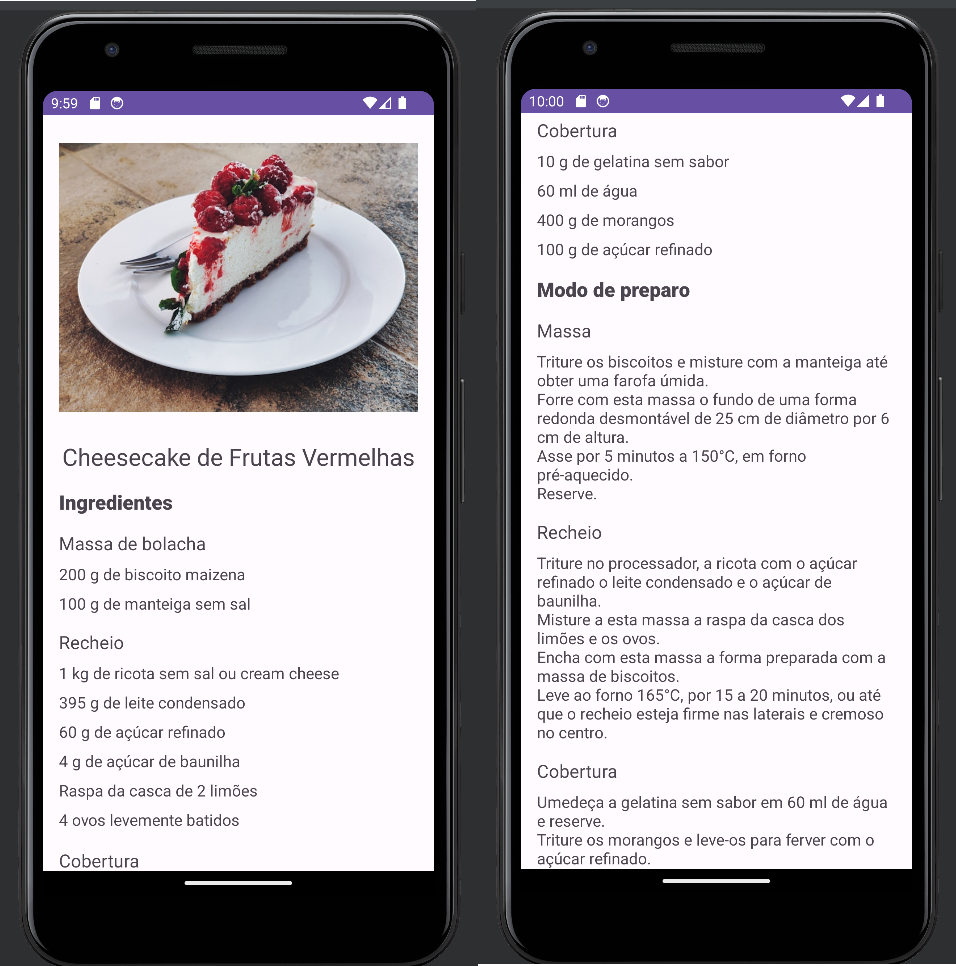 9:59
Cheesecake de Frutas Vermelhas
Ingredientes
Massa de bolacha
200 g de biscoito maizena
100 g de manteiga sem sal
Recheio
1 kg de ricota sem sal ou cream cheese
395 g de leite condensado
60 g de açúcar refinado
4 g de açúcar de baunilha
Raspa da casca de 2 limões
4 ovos levemente batidos
Cobertura
10:00
Cobertura
10 g de gelatina sem sabor
60 ml de água
400 g de morangos
100 g de açúcar refinado
Modo de preparo
Massa
Triture os biscoitos e misture com a manteiga até
obter uma farofa úmida.
Forre com esta massa o fundo de uma forma
redonda desmontável de 25 cm de diâmetro por 6
cm de altura.
Asse por 5 minutos a 150°C, em forno
pré-aquecido.
Reserve.
Recheio
Triture no processador, a ricota com o açúcar
refinado o leite condensado e o açúcar de
baunilha.
Misture a esta massa a raspa da casca dos
limões e os ovos.
Encha com esta massa a forma preparada com a
massa de biscoitos.
Leve ao forno 165°C, por 15 a 20 minutos, ou até
que o recheio esteja firme nas laterais e cremoso
no centro.
Cobertura
Umedeça a gelatina sem sabor em 60 ml de água
e reserve.
Triture os morangos e leve-os para ferver com o
açúcar refinado.